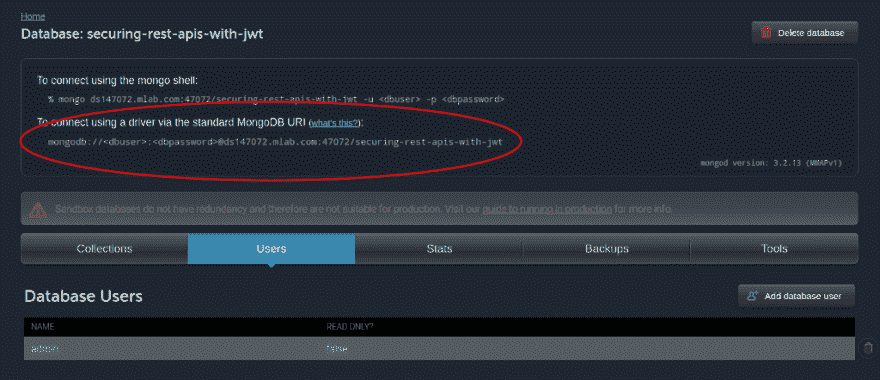 Home
Database: securing-rest-apis-with-jwt
Delete database
To connect using the mongo shell:
% mongo ds147072.mlab.com:47072/securing-rest-apis-with-jwt -u <dbuser> -p <dbpassword>
To connect using a driver via the standard MongoDB URI (what's this?):
mongodb://<dbuser>:<dbpassword>@ds147072.mlab.com:47072/securing-rest-apis-with-jwt
mongod version: 3.2.13 (MMAPv1)
Sandbox databases do not have redundancy and therefore are not suitable for production. Visit our guide to running in production for more info.
Collections
Users
Stats
Backups
Tools
Database Users
Add database user
NAME
READ ONLY?
admin
false